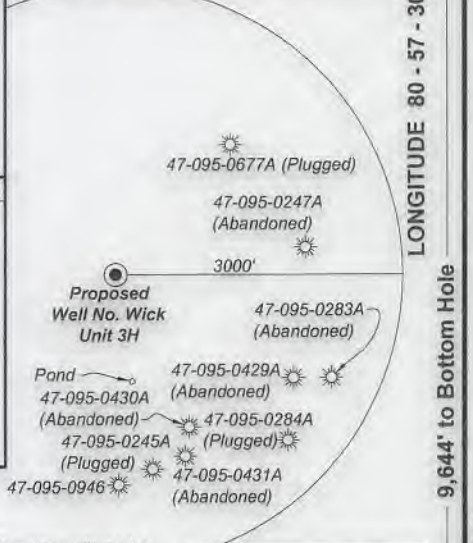 47-095-0677A (Plugged)
47-095-0247A
(Abandoned)
3000'
Proposed
Well No. Wick
Unit 3H
47-095-0283A
(Abandoned)
Pond
47-095-0429A
(Abandoned)
47-095-0430A
(Abandoned)
47-095-0284A
(Plugged)
47-095-0245A
(Plugged)
47-095-0431A
(Abandoned)
47-095-0946
LONGITUDE 80 - 57 - 30
9,644' to Bottom Hole